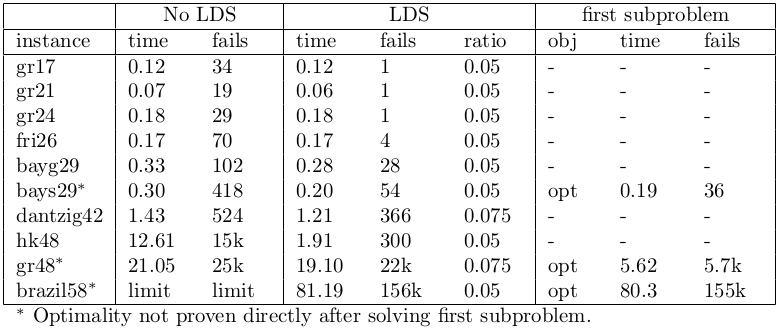 No LDS LDS first subproblem
instance time fails time fails ratio obj time fails
gr17 0.12 34 0.12 1 0.05 - - -
gr21 0.07 19 0.06 1 0.05 - - -
gr24 0.18 29 0.18 1 0.05 - - -
fri26 0.17 70 0.17 4 0.05 - - -
bayg29 0.33 102 0.28 28 0.05 - - -
bays29* 0.30 418 0.20 54 0.05 opt 0.19 36
dantzig42 1.43 524 1.21 366 0.075 - - -
hk48 12.61 15k 1.91 300 0.05 - - -
gr48* 21.05 25k 19.10 22k 0.075 opt 5.62 5.7k
brazil58* limit limit 81.19 156k 0.05 opt 80.3 155k
* Optimality not proven directly after solving first subproblem.